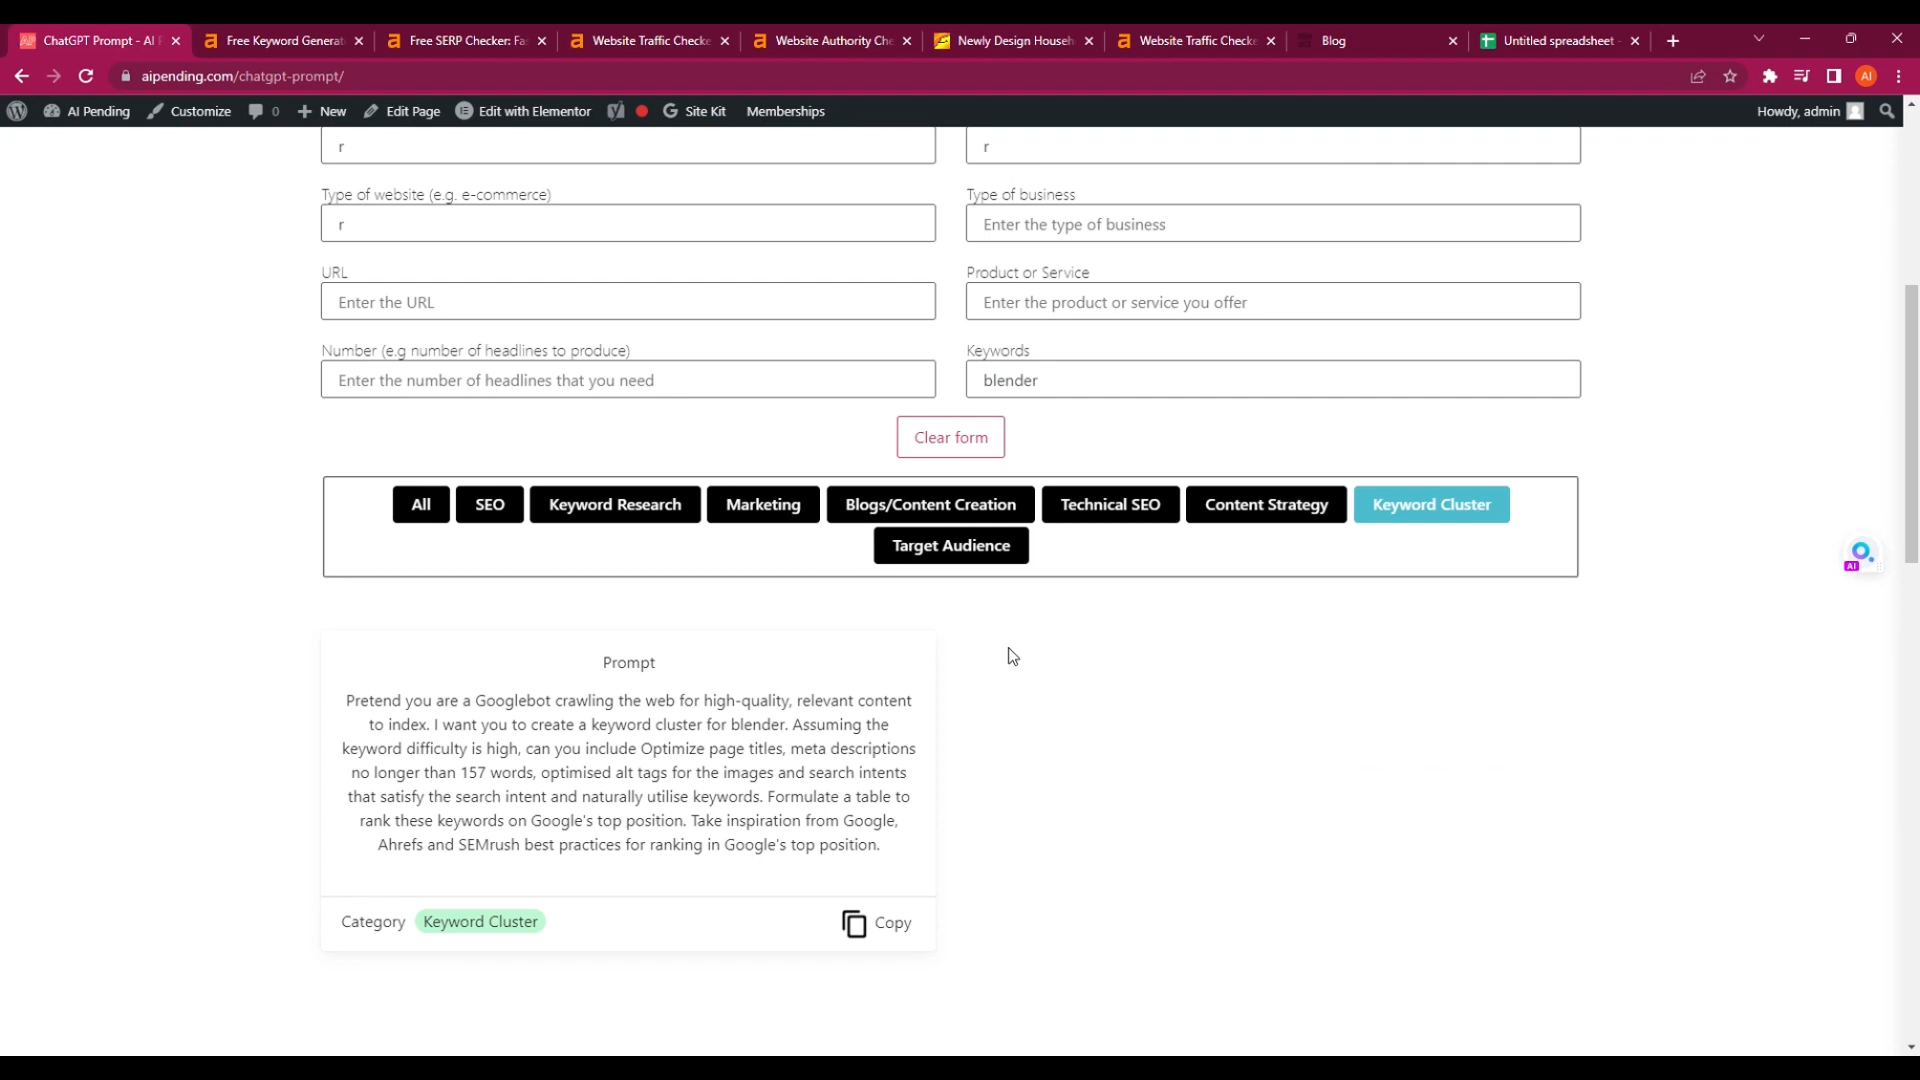 ChatGPT Prompt - AI
Free Keyword Generat
Free SERP Checker: Fa
Website Traffic Checke
Website Authority Che
Newly Design Househ
Website Traffic Checke
Blog
Untitled spreadsheet -
aipending.com/chatgpt-prompt/
AI
AI Pending
Customize
0
New
Edit Page
Edit with Elementor
Site Kit
Memberships
Howdy, admin
r
r
Type of website (e.g. e-commerce)
Type of business
r
Enter the type of business
URL
Product or Service
Enter the URL
Enter the product or service you offer
Number (e.g number of headlines to produce)
Keywords
Enter the number of headlines that you need
blender
Clear form
All
SEO
Keyword Research
Marketing
Blogs/Content Creation
Technical SEO
Content Strategy
Keyword Cluster
Target Audience
AI
Prompt
Pretend you are a Googlebot crawling the web for high-quality, relevant content
to index. I want you to create a keyword cluster for blender. Assuming the
keyword difficulty is high, can you include Optimize page titles, meta descriptions
no longer than 157 words, optimised alt tags for the images and search intents
that satisfy the search intent and naturally utilise keywords. Formulate a table to
rank these keywords on Google's top position. Take inspiration from Google,
Ahrefs and SEMrush best practices for ranking in Google's top position.
Category
Keyword Cluster
Copy